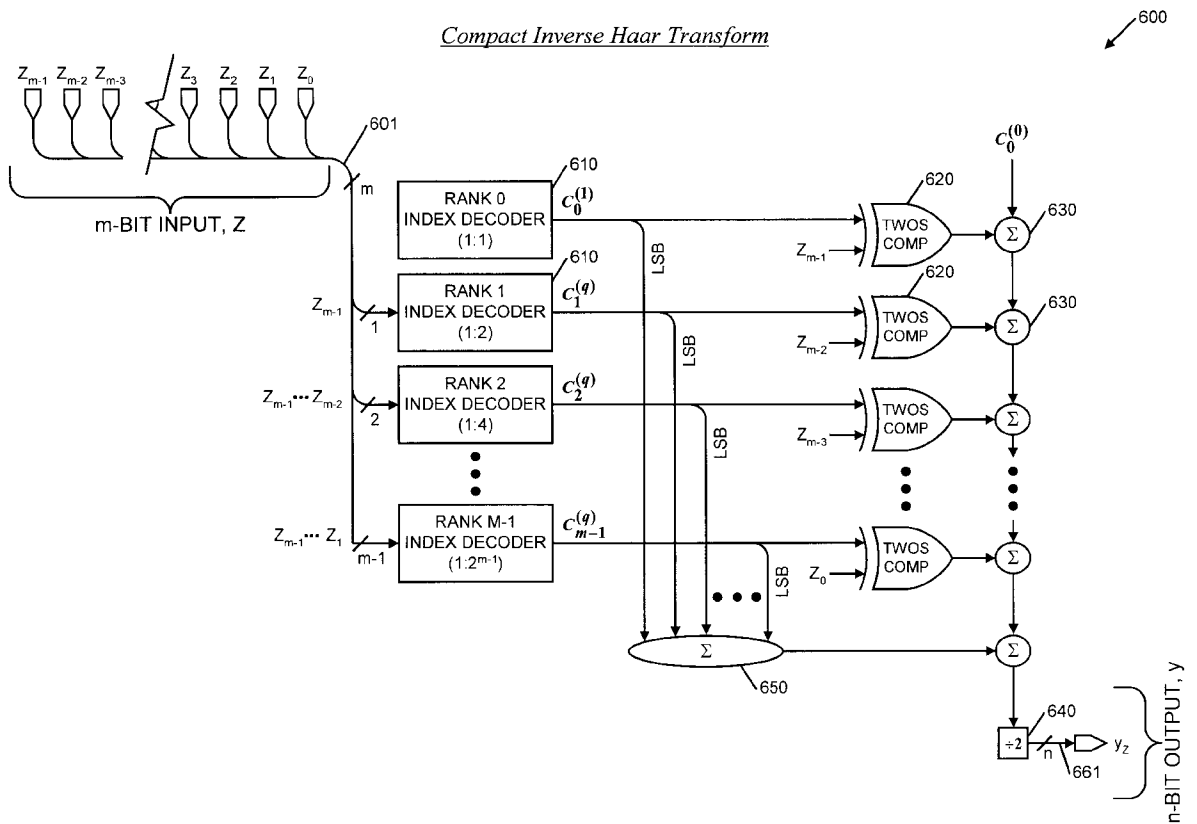 Compact Inverse Haar Transform
600
Z_{m-1} Z_{m-2} Z_{m-3} Z_3 Z_2 Z_1 Z_0
601
m
m-BIT INPUT, Z
C_0^{(0)}
610
RANK 0
INDEX DECODER
(1:1)
C_0^{(1)}
LSB
620
TWOS
COMP
Z_{m-1}
Σ
630
610
Z_{m-1}
1
RANK 1
INDEX DECODER
(1:2)
C_1^{(q)}
LSB
620
TWOS
COMP
Z_{m-2}
Σ
630
Z_{m-1} ••• Z_{m-2}
2
RANK 2
INDEX DECODER
(1:4)
C_2^{(q)}
LSB
TWOS
COMP
Z_{m-3}
Σ
Z_{m-1} ••• Z_1
m-1
RANK M-1
INDEX DECODER
(1:2^{m-1})
C_{m-1}^{(q)}
LSB
TWOS
COMP
Z_0
Σ
Σ
650
Σ
÷2
640
n
661
y_Z
n-BIT OUTPUT, y